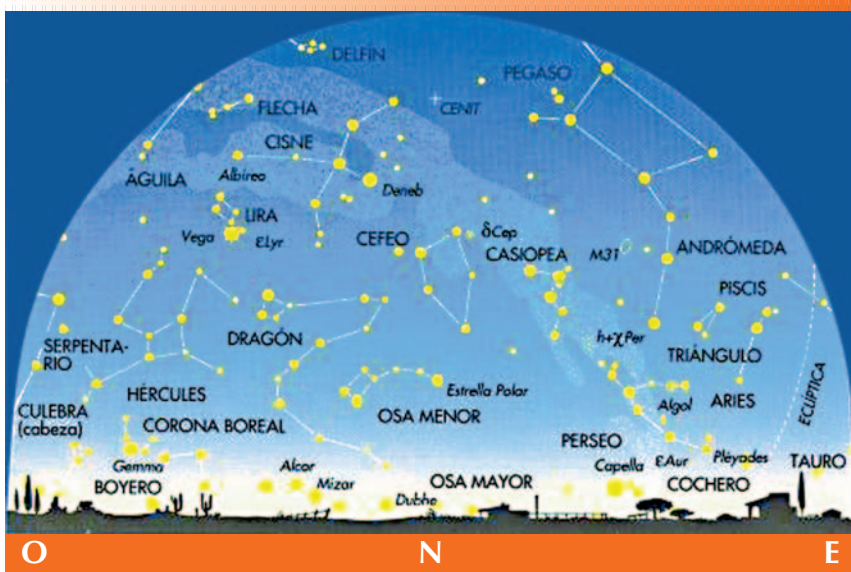 DELFÍN
PEGASO
FLECHA
CENIT
CISNE
ÁGUILA
Albireo
Deneb
LIRA
Vega
εLyr
CEFEO
δCep
CASIOPEA
M31
ANDRÓMEDA
PISCIS
SERPENTA-
RIO
DRAGÓN
h+χPer
TRIÁNGULO
HÉRCULES
Estrella Polar
Algol
ARIES
ECLÍPTICA
CULEBRA
(cabeza)
CORONA BOREAL
OSA MENOR
PERSEO
Gemma
Alcor
Capella
εAur
Pléyades
TAURO
BOYERO
Mizar
OSA MAYOR
COCHERO
Dubhe
O N E